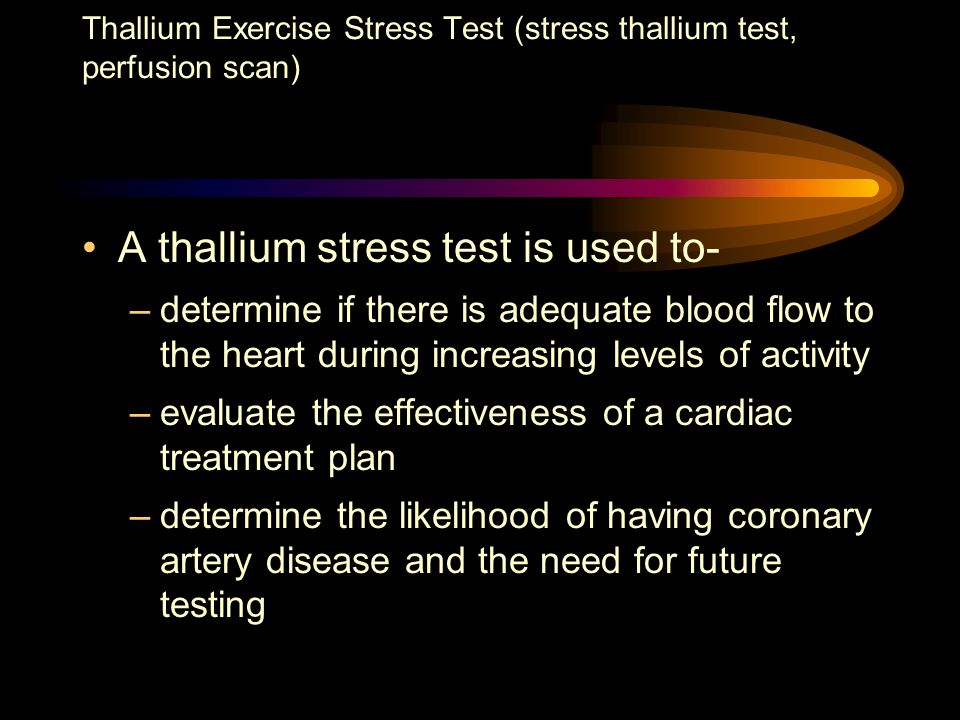 Thallium Exercise Stress Test (stress thallium test,
perfusion scan)
• A thallium stress test is used to-
– determine if there is adequate blood flow to
the heart during increasing levels of activity
– evaluate the effectiveness of a cardiac
treatment plan
– determine the likelihood of having coronary
artery disease and the need for future
testing